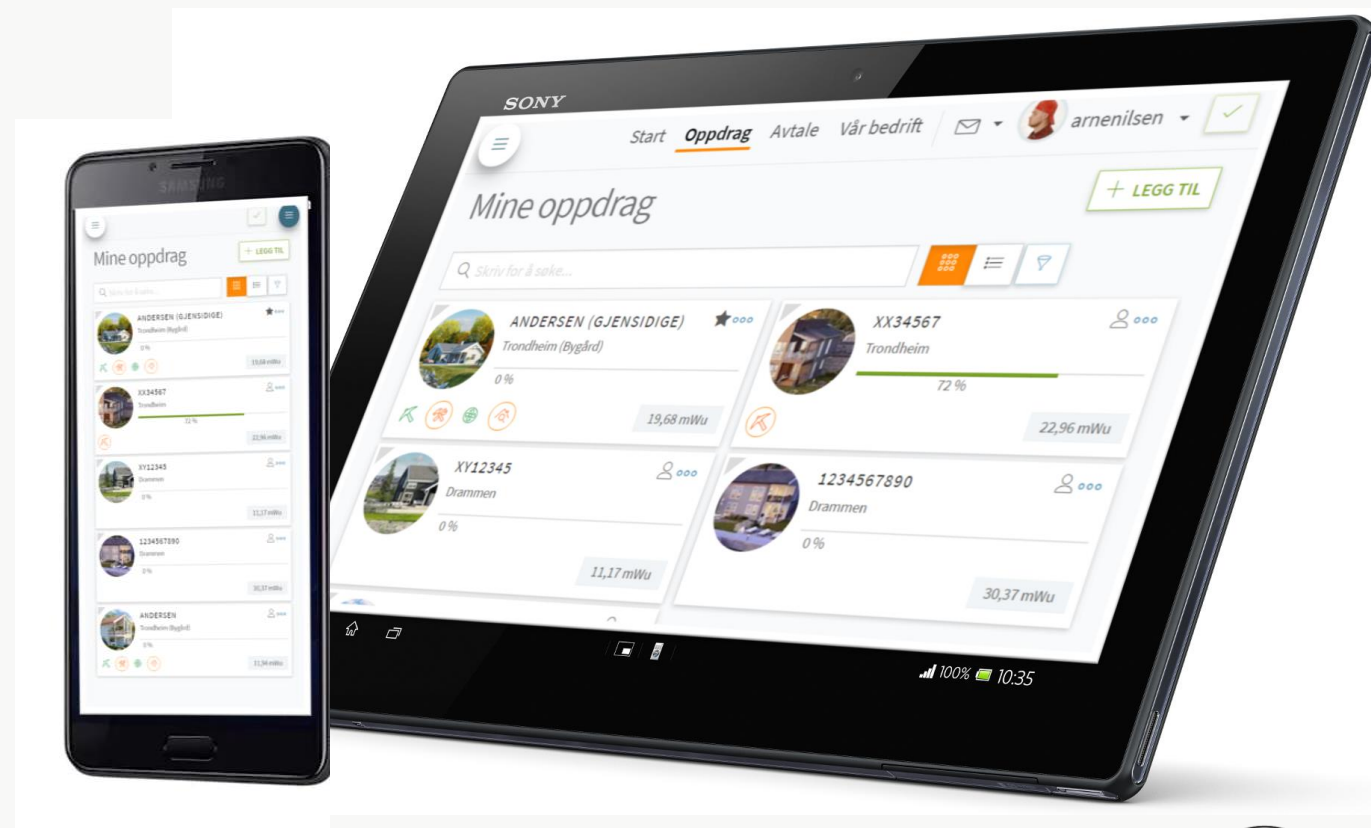 SAMSUNG
Mine oppdrag
+ LEGG TIL
Skriv for å søke...
ANDERSEN (GJENSIDIGE)
Trondheim (Bygård)
0 %
19,68 mWu
XX34567
Trondheim
72 %
22,96 mWu
XY12345
Drammen
0 %
11,17 mWu
1234567890
Drammen
0 %
30,37 mWu
ANDERSEN
Trondheim (Bygård)
0 %
SONY
Start Oppdrag Avtale Vår bedrift arnenilsen
Mine oppdrag
+ LEGG TIL
Skriv for å søke...
ANDERSEN (GJENSIDIGE)
Trondheim (Bygård)
0 %
19,68 mWu
XX34567
Trondheim
72 %
22,96 mWu
XY12345
Drammen
0 %
11,17 mWu
1234567890
Drammen
0 %
30,37 mWu
100% 10:35